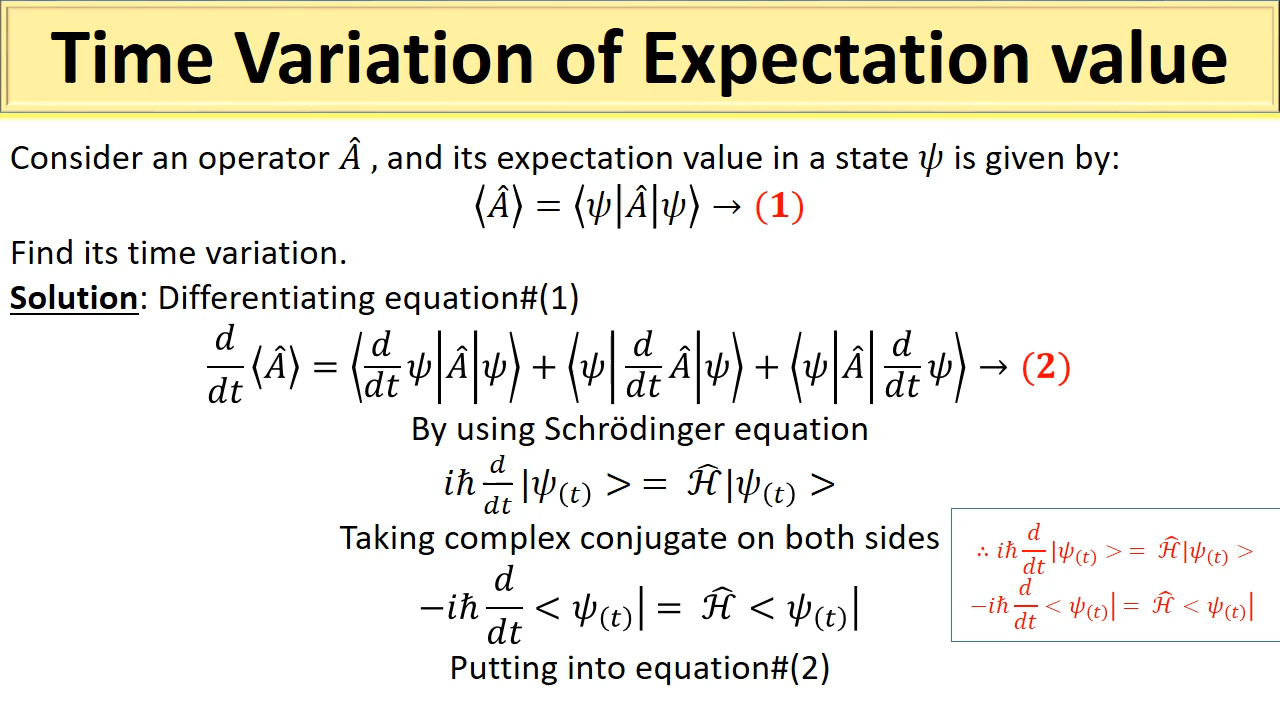 Time Variation of Expectation value
Consider an operator Â , and its expectation value in a state ψ is given by:
⟨Â⟩ = ⟨ψ|Â|ψ⟩ → (1)
Find its time variation.
Solution: Differentiating equation#(1)
d/dt ⟨Â⟩ = ⟨d/dt ψ|Â|ψ⟩ + ⟨ψ|d/dt Â|ψ⟩ + ⟨ψ|Â|d/dt ψ⟩ → (2)
By using Schrödinger equation
iħ d/dt |ψ₍t₎ > = ℋ̂|ψ₍t₎ >
Taking complex conjugate on both sides
−iħ d/dt < ψ₍t₎| = ℋ̂ < ψ₍t₎|
Putting into equation#(2)
∴ iħ d/dt |ψ₍t₎ > = ℋ̂|ψ₍t₎ >
−iħ d/dt < ψ₍t₎| = ℋ̂ < ψ₍t₎|